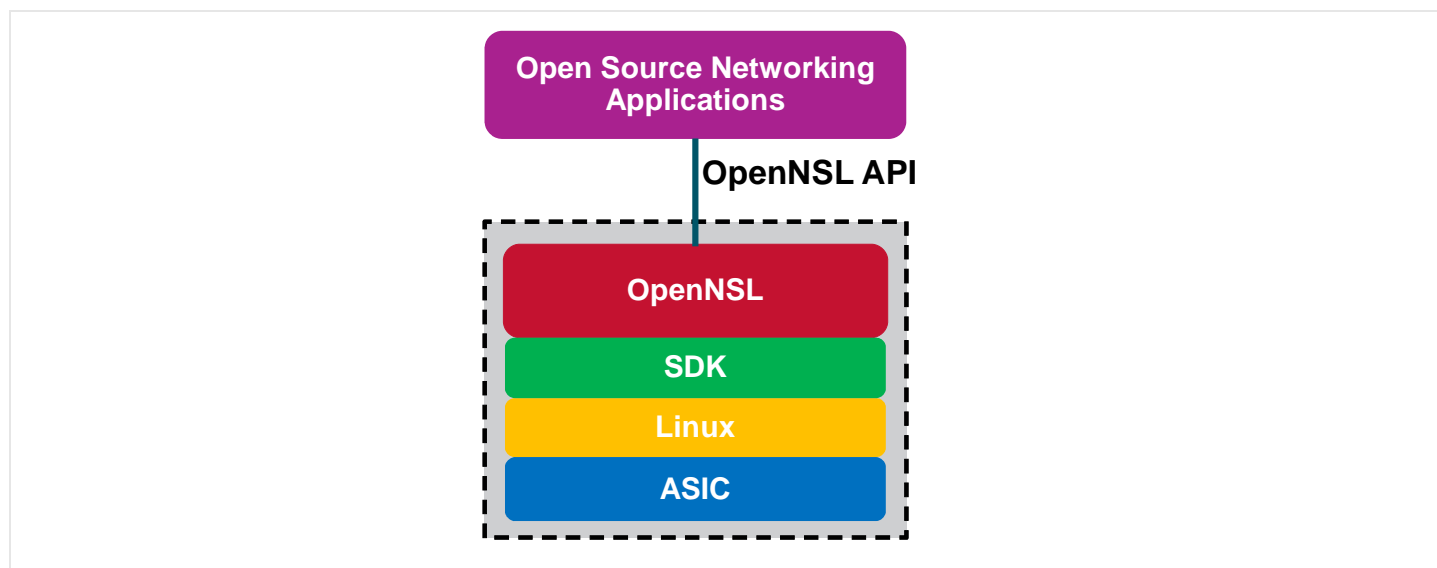 Open Source Networking
Applications
OpenNSL API
OpenNSL
SDK
Linux
ASIC